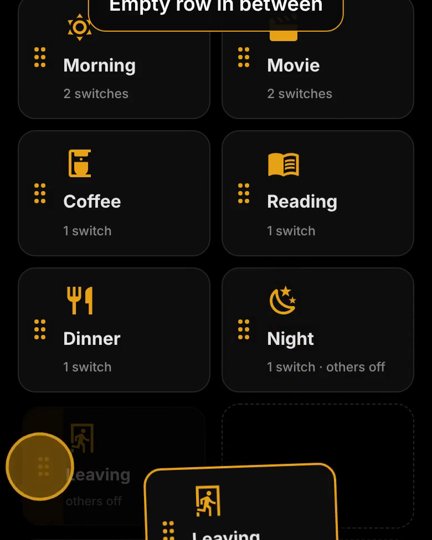 Empty row in between
Morning
2 switches
Movie
2 switches
Coffee
1 switch
Reading
1 switch
Dinner
1 switch
Night
1 switch · others off
Leaving
others off
Leaving